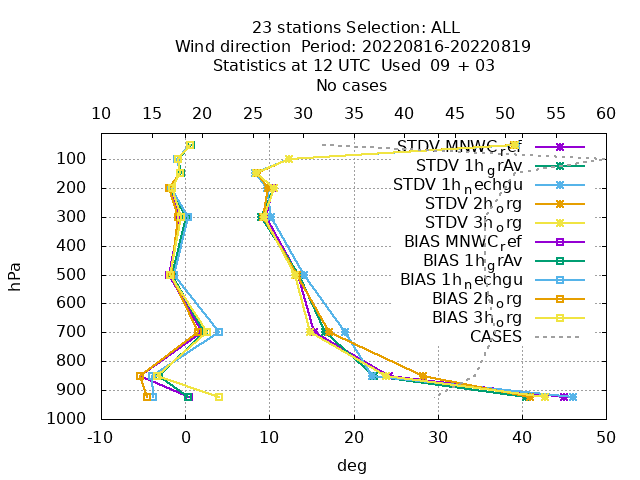 23 stations Selection: ALL
Wind direction  Period: 20220816-20220819
Statistics at 12 UTC  Used  09 + 03
No cases
10 15 20 25 30 35 40 45 50 55 60
STDV MNWC_ref
STDV 1h_grAv
STDV 1h_nechgu
STDV 2h_org
STDV 3h_org
BIAS MNWC_ref
BIAS 1h_grAv
BIAS 1h_nechgu
BIAS 2h_org
BIAS 3h_org
CASES
100
200
300
400
500
600
700
800
900
1000
hPa
-10 0 10 20 30 40 50
deg